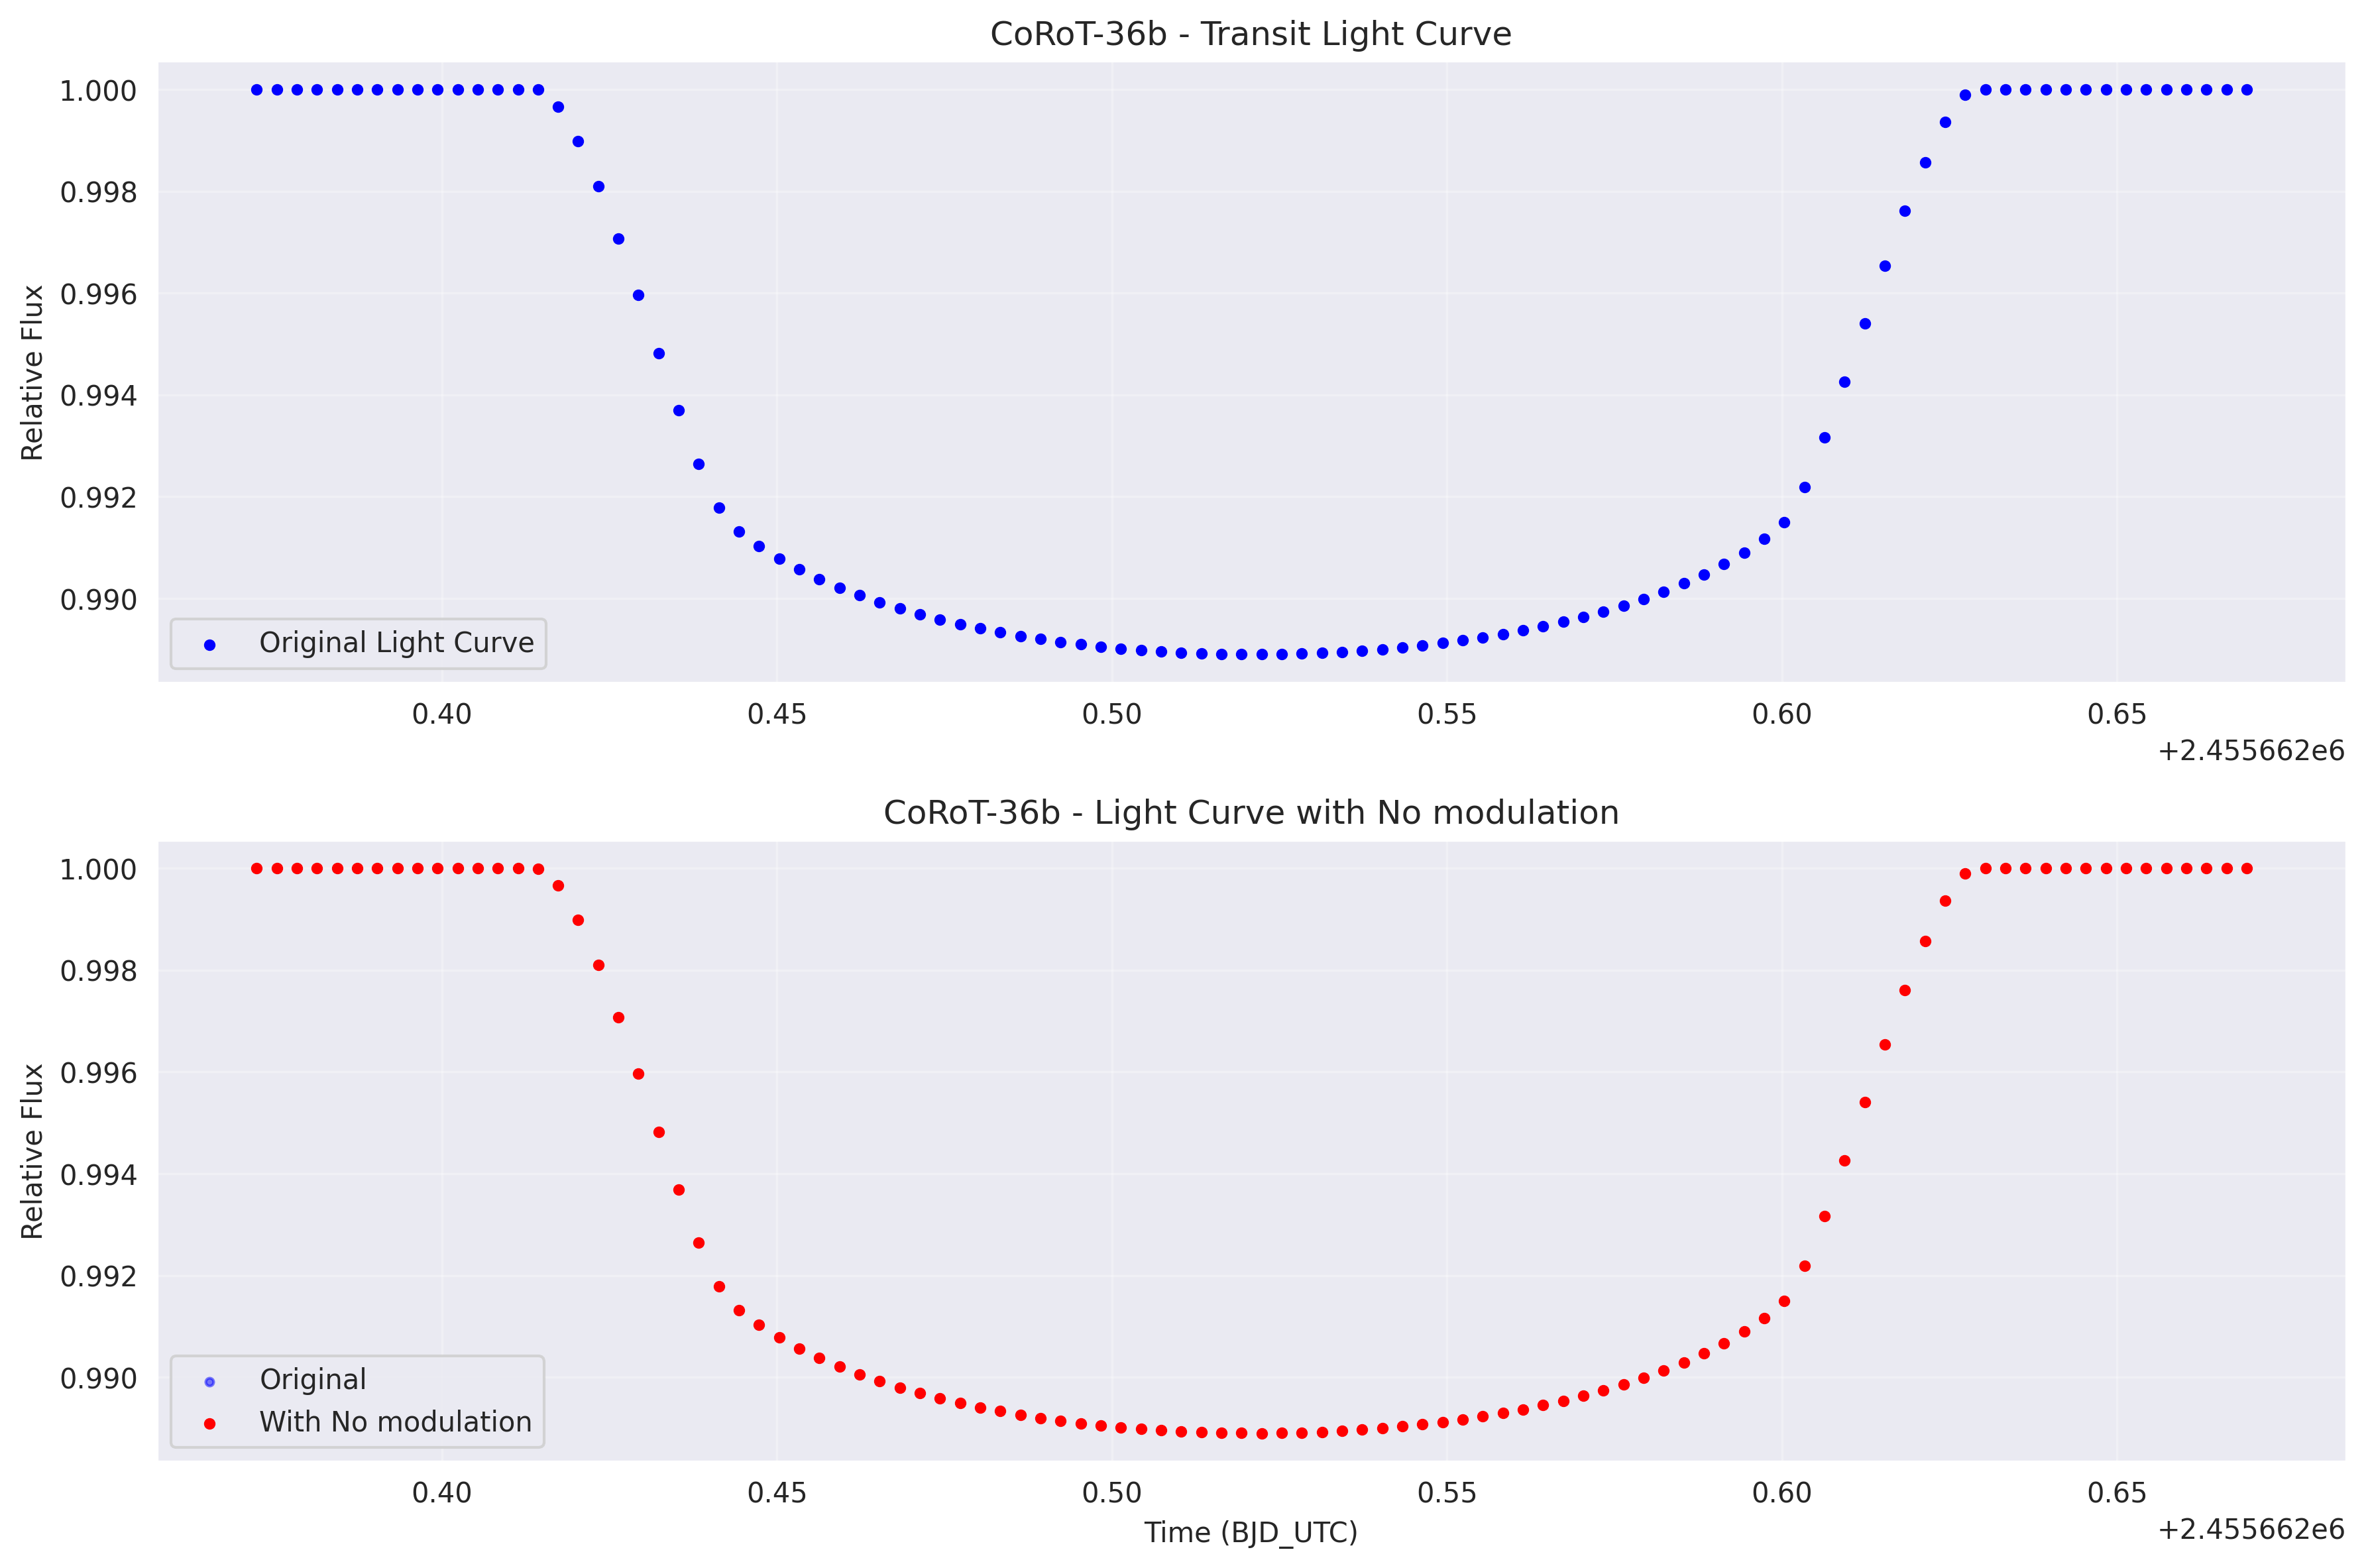 CoRoT-36b - Transit Light Curve
Relative Flux
1.000
0.998
0.996
0.994
0.992
0.990
Original Light Curve
0.40 0.45 0.50 0.55 0.60 0.65
+2.455662e6
CoRoT-36b - Light Curve with No modulation
Relative Flux
1.000
0.998
0.996
0.994
0.992
0.990
Original
With No modulation
0.40 0.45 0.50 0.55 0.60 0.65
Time (BJD_UTC)
+2.455662e6